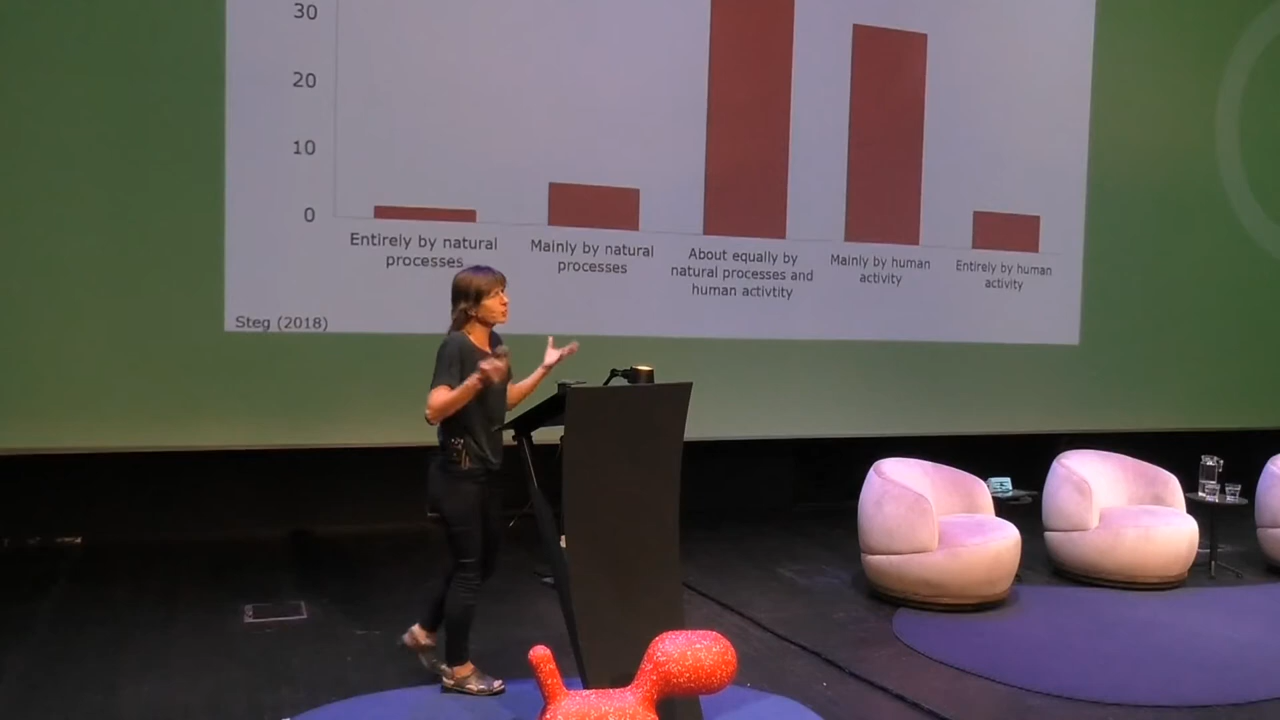 30
20
10
0
Entirely by natural
processes
Mainly by natural
processes
About equally by
natural processes and
human activtity
Mainly by human
activity
Entirely by human
activity
Steg (2018)